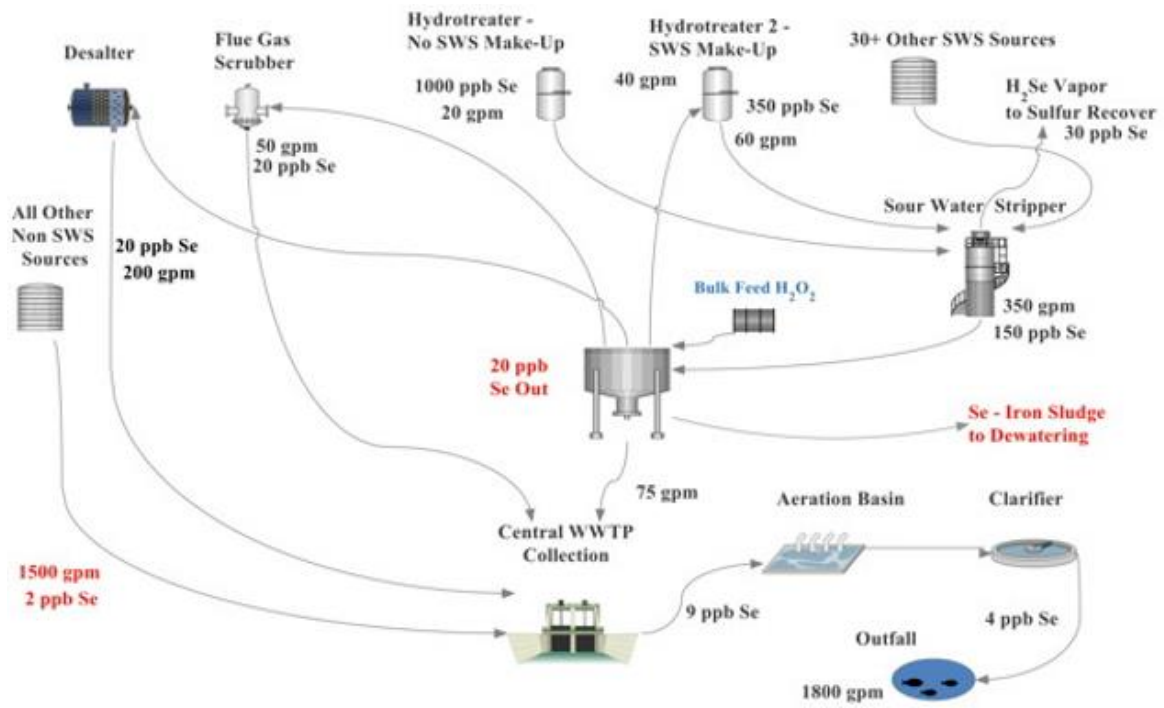 Desalter
Flue Gas
Scrubber
Hydrotreater -
No SWS Make-Up
1000 ppb Se
20 gpm
Hydrotreater 2 -
SWS Make-Up
40 gpm
350 ppb Se
60 gpm
30+ Other SWS Sources
H2Se Vapor
to Sulfur Recover
30 ppb Se
50 gpm
20 ppb Se
All Other
Non SWS
Sources
20 ppb Se
200 gpm
Sour Water Stripper
Bulk Feed H2O2
350 gpm
150 ppb Se
20 ppb
Se Out
Se - Iron Sludge
to Dewatering
75 gpm
Central WWTP
Collection
Aeration Basin
Clarifier
1500 gpm
2 ppb Se
9 ppb Se
4 ppb Se
Outfall
1800 gpm